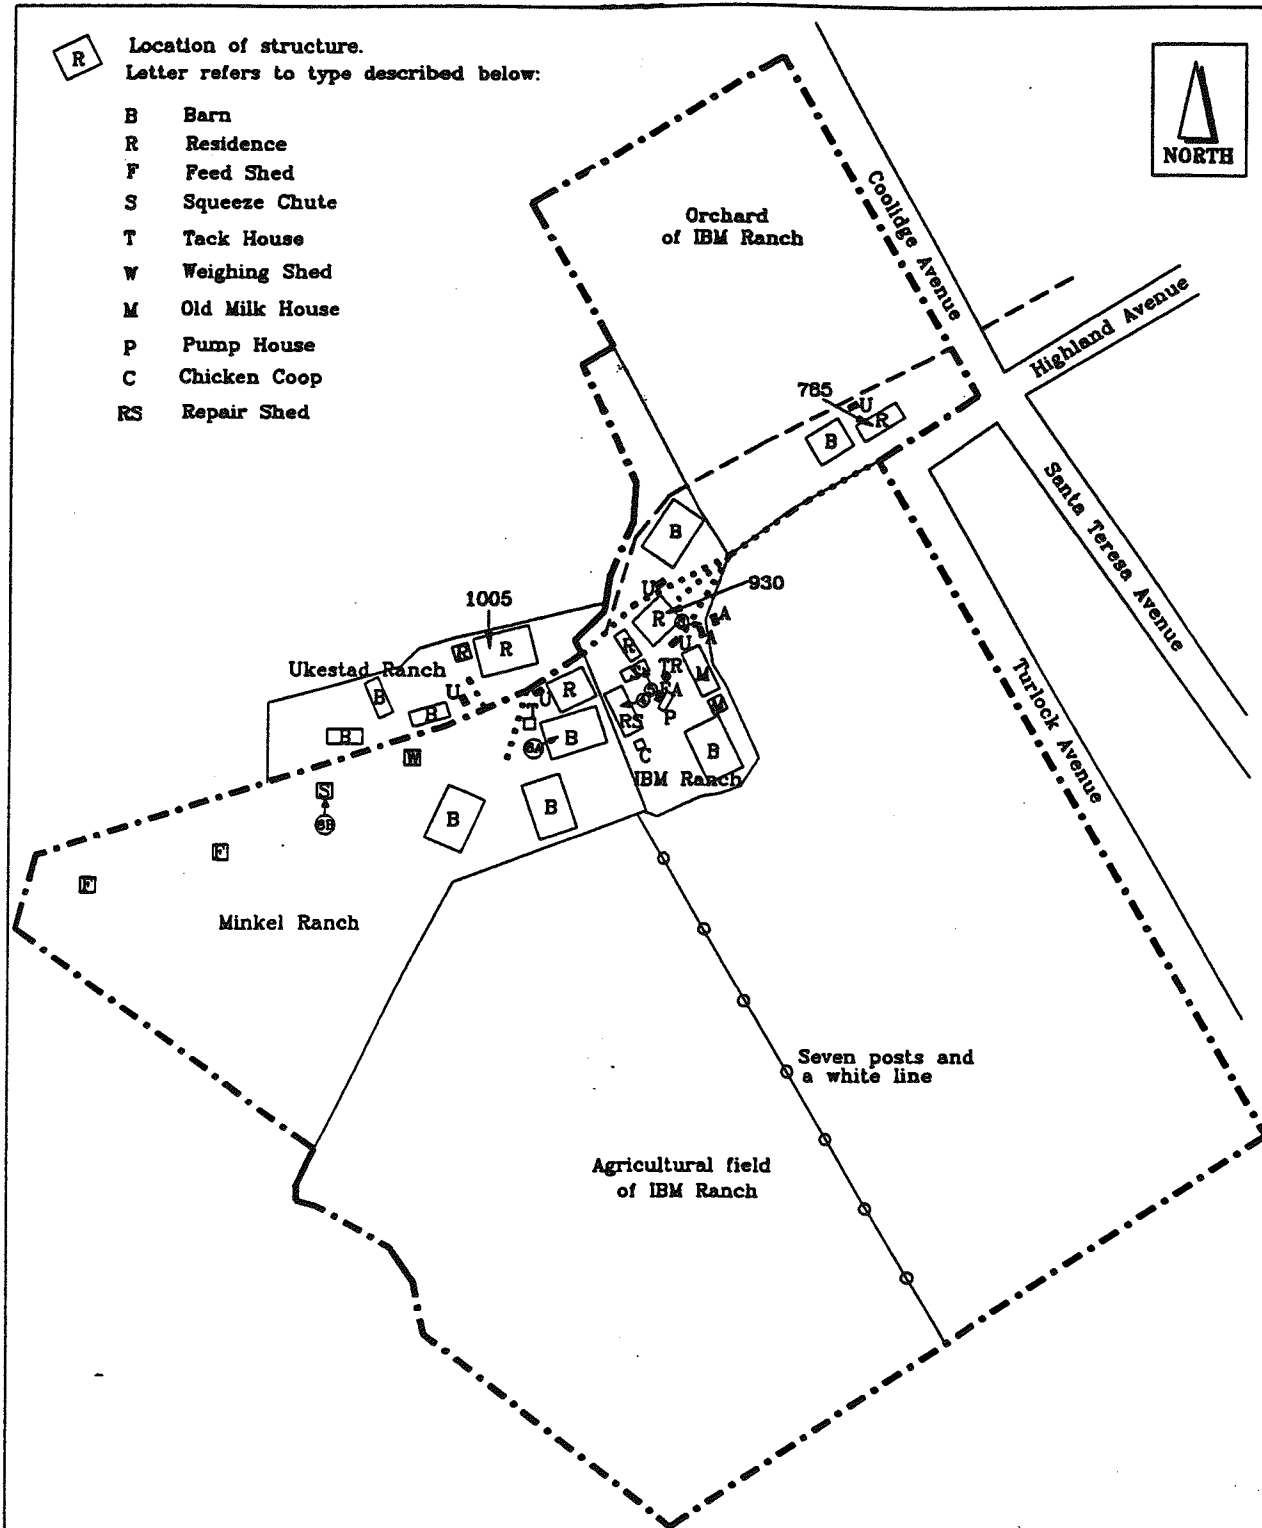 R Location of structure.
Letter refers to type described below:
B Barn
R Residence
F Feed Shed
S Squeeze Chute
T Tack House
W Weighing Shed
M Old Milk House
P Pump House
C Chicken Coop
RS Repair Shed
NORTH
Coolidge Avenue
Orchard
of IBM Ranch
Highland Avenue
785
U
R
B
Santa Teresa Avenue
B
U
930
1005
R
A
A
U
R
R
Ukestad Ranch
TR
M
U
B
U
R
EA
B
T
RS
P
M
B
6A
B
C
B
W
IBM Ranch
Turlock Avenue
S
6B
B
B
F
F
Minkel Ranch
Seven posts and
a white line
Agricultural field
of IBM Ranch